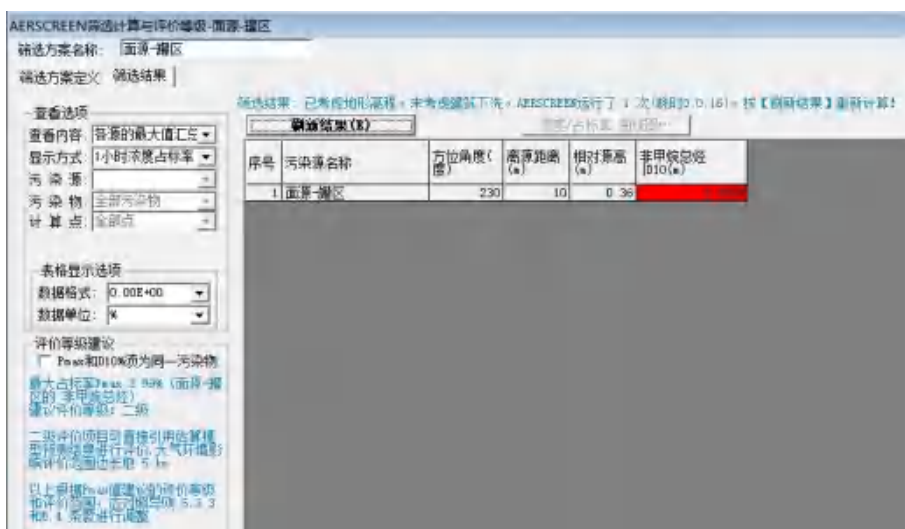 AERSCREEN筛选计算与评价等级-面源-罐区
筛选方案名称: 面源-罐区
筛选方案定义 筛选结果
筛选结果: 已考虑地形高程。未考虑建筑下洗。AERSCREEN运行了 1 次(耗时0:0:16)。按【刷新结果】重新计算!
查看选项
查看内容: 各源的最大值汇总
显示方式: 1小时浓度占标率
污染源:
污染物: 全部污染物
计算点: 全部点
表格显示选项
数据格式: 0.00E+00
数据单位: %
评价等级建议
Pmax和D10%须为同一污染物
最大占标率Pmax (面源-罐区的 非甲烷总烃)
建议评价等级: 二级
二级评价项目可直接引用估算模型预测结果进行评价,大气环境影响评价范围边长取 5 km
以上根据Pmax值建议的评价等级和评价范围,应对照导则 5.3.3 和5.4 条款进行调整
刷新结果(R)
序号 污染源名称 方位角度(度) 离源距离(m) 相对源高(m) 非甲烷总烃|D10(m)
1 面源-罐区 230 10 0.36